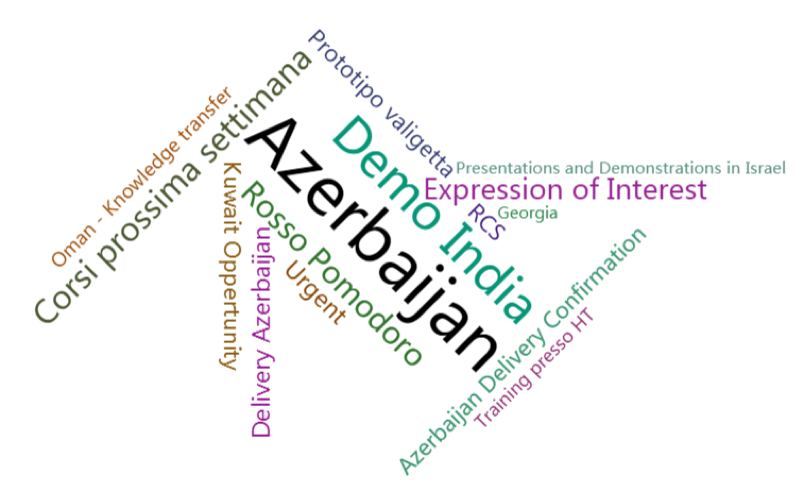 Prototipo valigetta
Corsi prossima settimana
Oman - Knowledge transfer
Azerbaijan
Demo India
Presentations and Demonstrations in Israel
Expression of Interest
RCS
Georgia
Kuwait Oppertunity
Rosso Pomodoro
Delivery Azerbaijan
Urgent
Azerbaijan Delivery Confirmation
Training presso HT